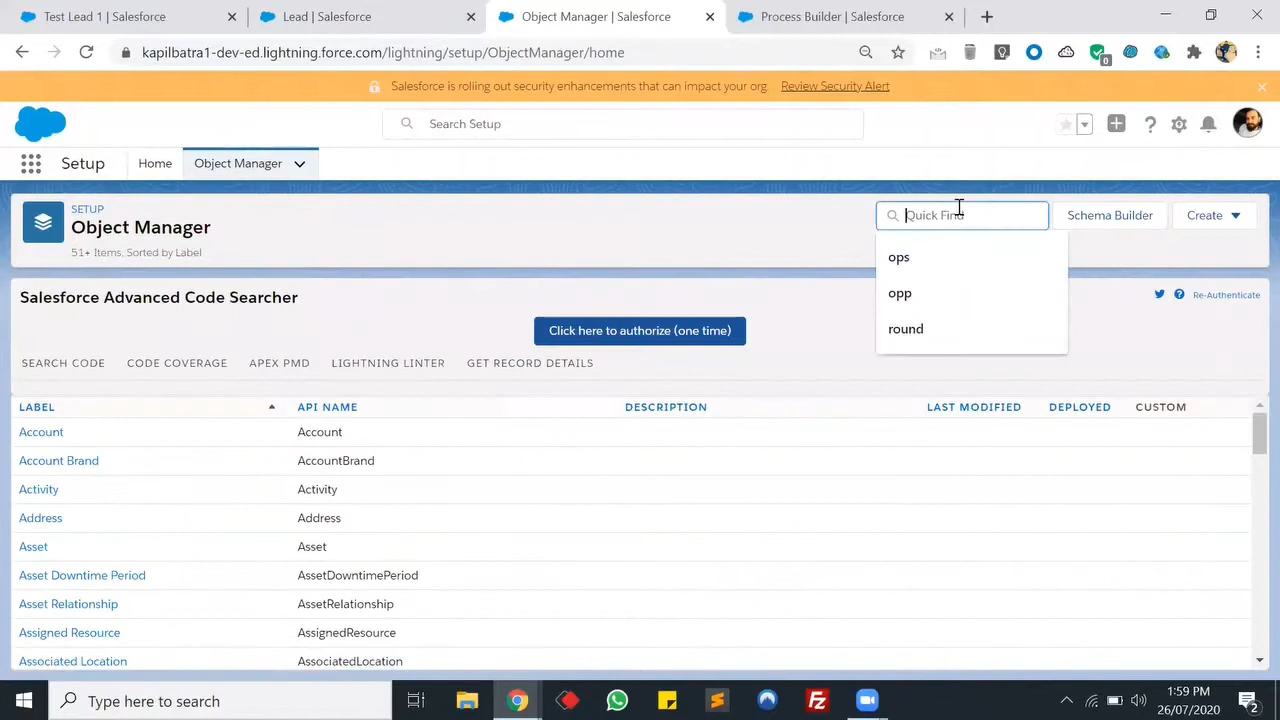 Test Lead 1 | Salesforce
Lead | Salesforce
Object Manager | Salesforce
Process Builder | Salesforce
kapilbatra1-dev-ed.lightning.force.com/lightning/setup/ObjectManager/home
0
Salesforce is rolling out security enhancements that can impact your org. Review Security Alert
Search Setup
Setup
Home
Object Manager
SETUP
Object Manager
51+ Items, Sorted by Label
Quick Find
Schema Builder
Create
ops
opp
round
Salesforce Advanced Code Searcher
Re-Authenticate
Click here to authorize (one time)
SEARCH CODE CODE COVERAGE APEX PMD LIGHTNING LINTER GET RECORD DETAILS
LABEL API NAME DESCRIPTION LAST MODIFIED DEPLOYED CUSTOM
Account Account
Account Brand AccountBrand
Activity Activity
Address Address
Asset Asset
Asset Downtime Period AssetDowntimePeriod
Asset Relationship AssetRelationship
Assigned Resource AssignedResource
Associated Location AssociatedLocation
Type here to search
1:59 PM
26/07/2020
2